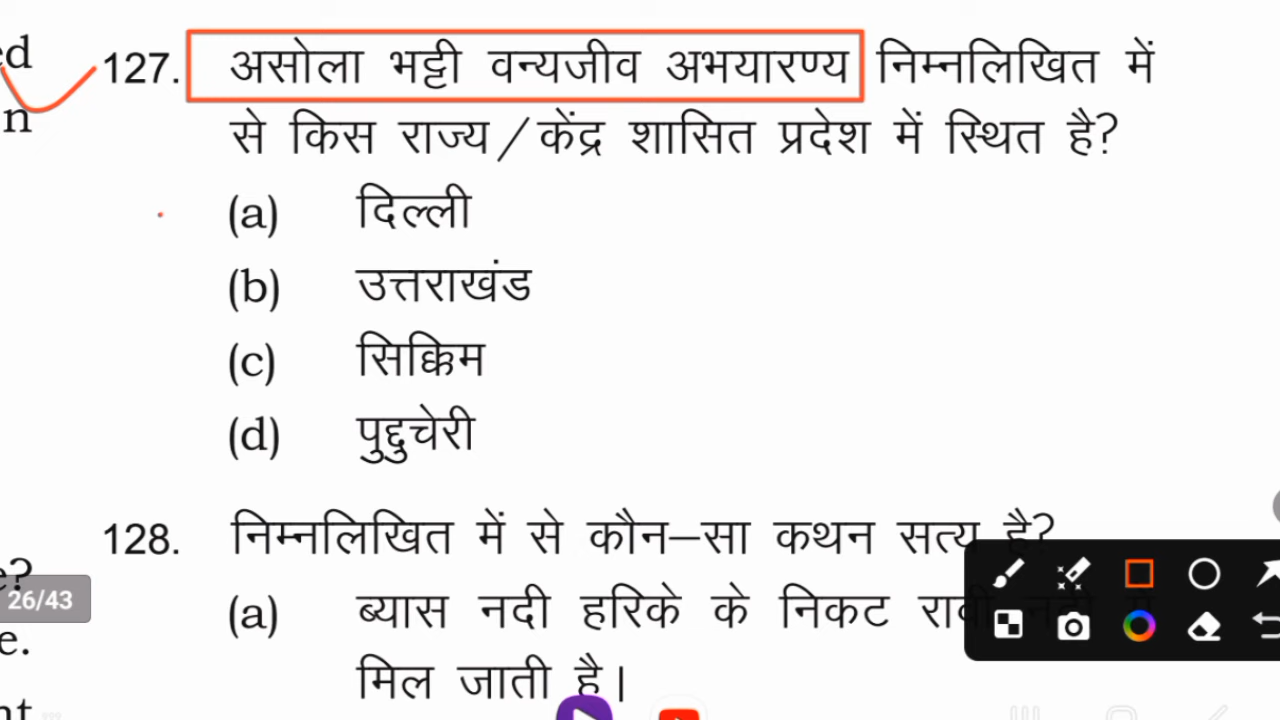 ed
127. असोला भट्टी वन्यजीव अभयारण्य निम्नलिखित में
n
से किस राज्य/केंद्र शासित प्रदेश में स्थित है?
(a) दिल्ली
(b) उत्तराखंड
(c) सिक्किम
(d) पुद्दुचेरी
128. निम्नलिखित में से कौन–सा कथन सत्य है?
e?
26/43
(a) ब्यास नदी हरिके के निकट रावी
e.
मिल जाती है।
nt